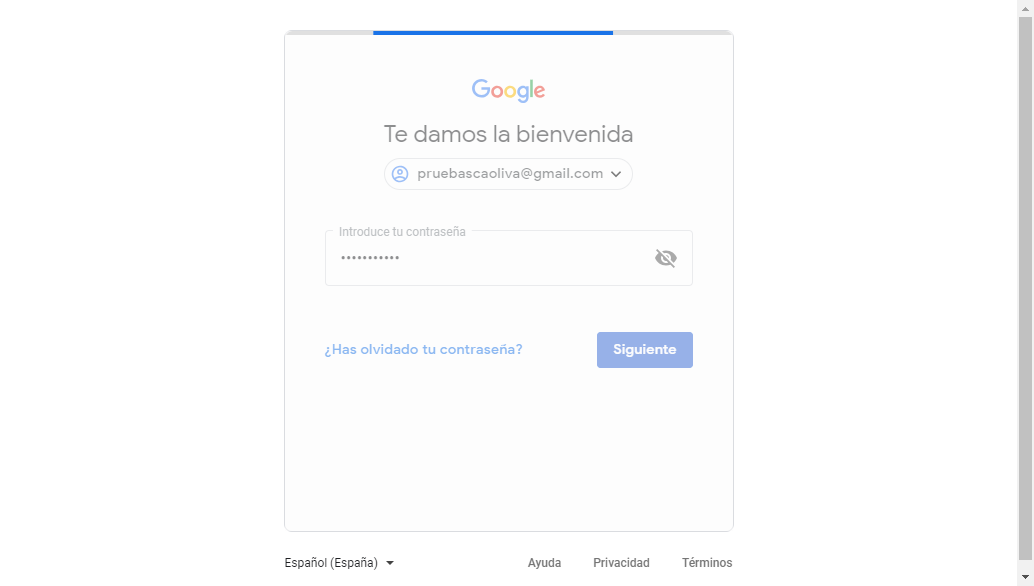 Google
Te damos la bienvenida
pruebascaoliva@gmail.com
Introduce tu contraseña
•••••••••••
¿Has olvidado tu contraseña?
Siguiente
Español (España)
Ayuda
Privacidad
Términos